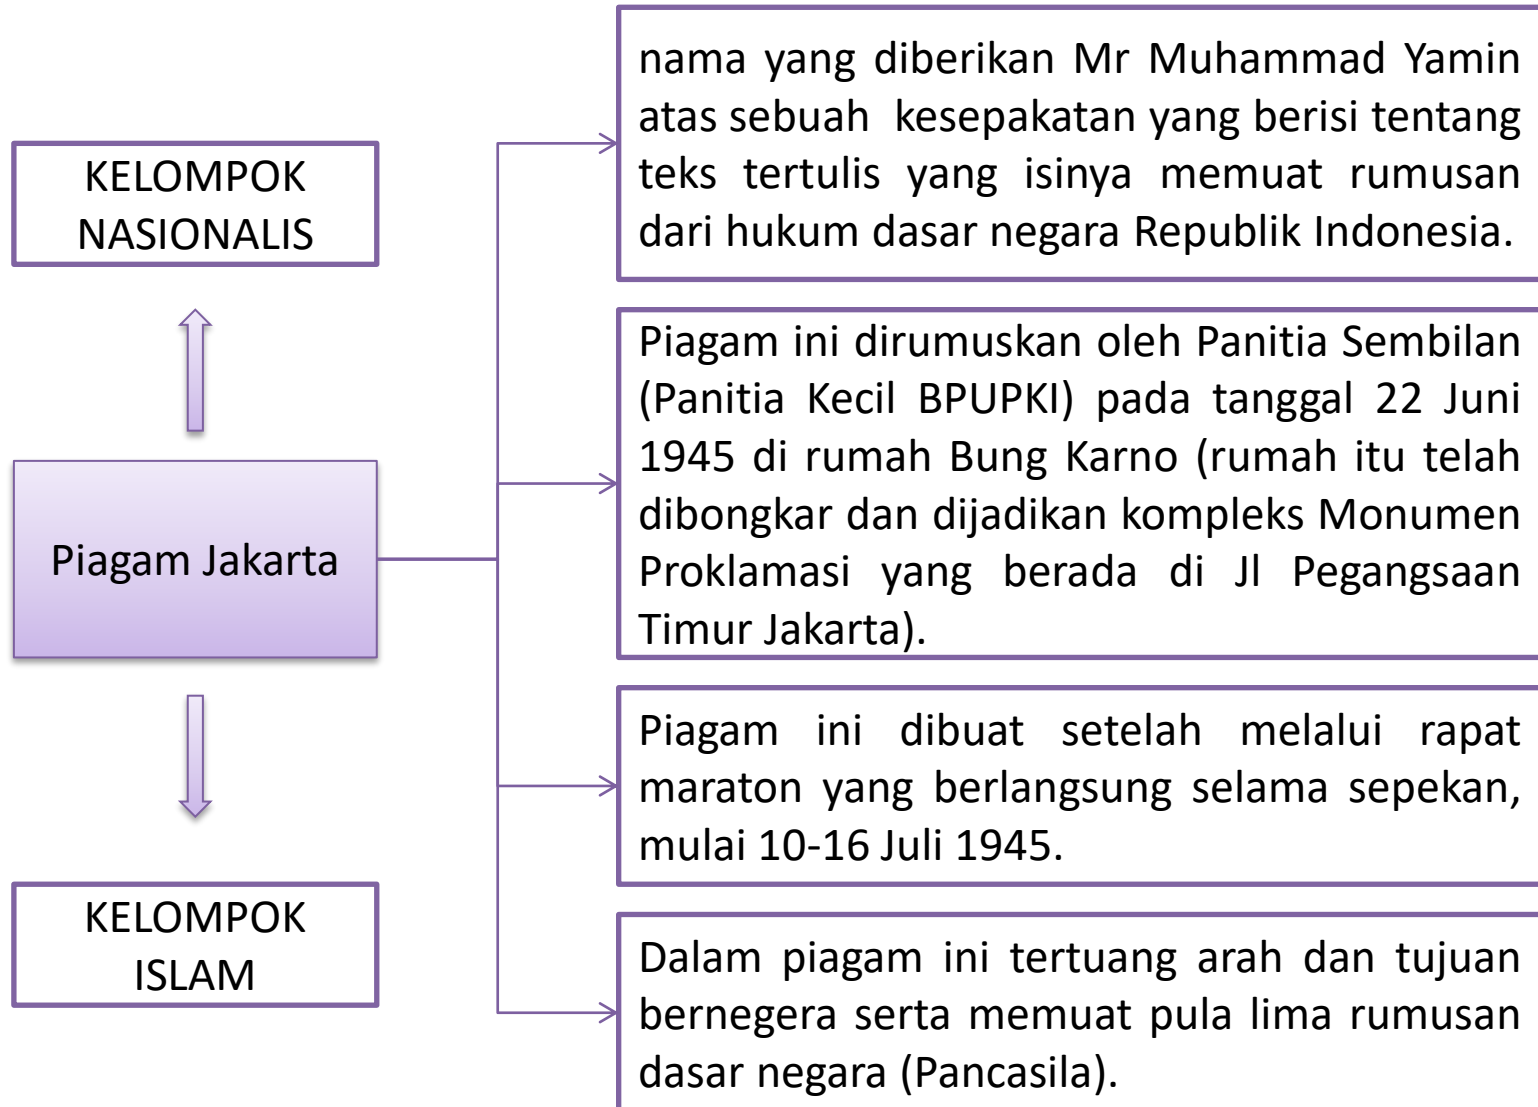 KELOMPOK
NASIONALIS
Piagam Jakarta
KELOMPOK
ISLAM
nama yang diberikan Mr Muhammad Yamin
atas sebuah kesepakatan yang berisi tentang
teks tertulis yang isinya memuat rumusan
dari hukum dasar negara Republik Indonesia.
Piagam ini dirumuskan oleh Panitia Sembilan
(Panitia Kecil BPUPKI) pada tanggal 22 Juni
1945 di rumah Bung Karno (rumah itu telah
dibongkar dan dijadikan kompleks Monumen
Proklamasi yang berada di Jl Pegangsaan
Timur Jakarta).
Piagam ini dibuat setelah melalui rapat
maraton yang berlangsung selama sepekan,
mulai 10-16 Juli 1945.
Dalam piagam ini tertuang arah dan tujuan
bernegera serta memuat pula lima rumusan
dasar negara (Pancasila).